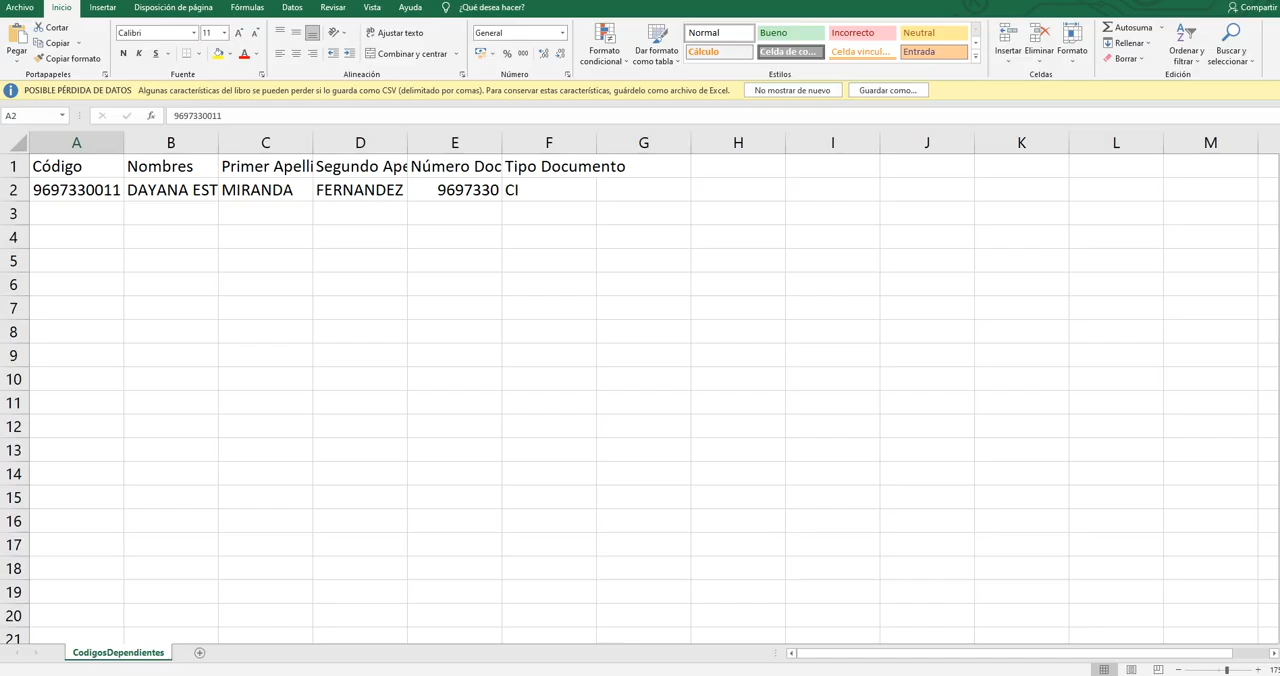 Archivo Inicio Insertar Disposición de página Fórmulas Datos Revisar Vista Ayuda ¿Qué desea hacer? Compartir
Pegar Cortar Copiar Copiar formato
Calibri 11 N K S
Ajustar texto Combinar y centrar
General % 000
Formato condicional Dar formato como tabla
Normal Bueno Incorrecto Neutral
Cálculo Celda de co... Celda vincul... Entrada
Insertar Eliminar Formato
Autosuma Rellenar Borrar
Ordenar y filtrar Buscar y seleccionar
Portapapeles Fuente Alineación Número Estilos Celdas Edición
POSIBLE PÉRDIDA DE DATOS Algunas características del libro se pueden perder si lo guarda como CSV (delimitado por comas). Para conservar estas características, guárdelo como archivo de Excel. No mostrar de nuevo Guardar como...
A2 fx 9697330011
A B C D E F G H I J K L M
1 Código Nombres Primer Apelli Segundo Ape Número Doc Tipo Documento
2 9697330011 DAYANA EST MIRANDA FERNANDEZ 9697330 CI
3
4
5
6
7
8
9
10
11
12
13
14
15
16
17
18
19
20
21
CodigosDependientes